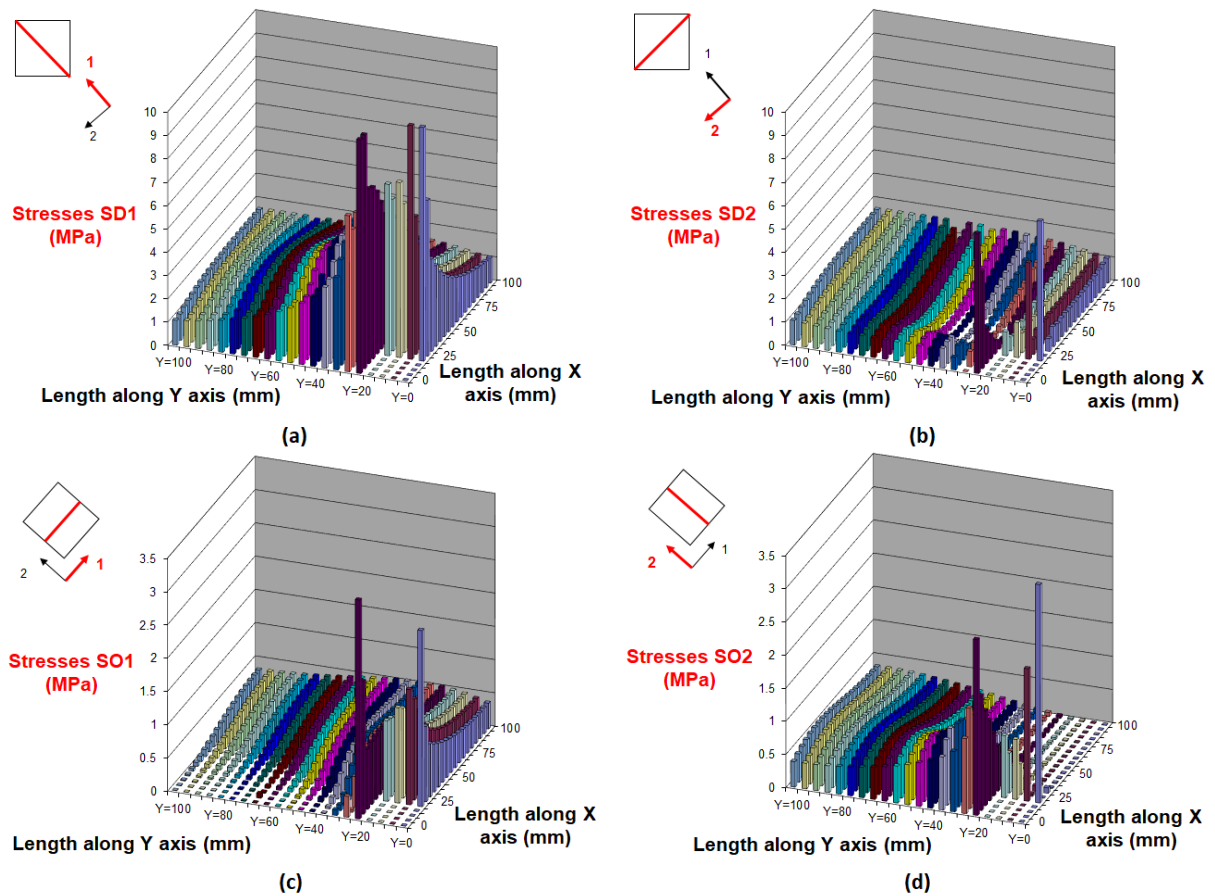 1
2
10
9
8
7
6
5
4
3
2
1
0
Stresses SD1
(MPa)
100
75
50
25
0
Y=100
Y=80
Y=60
Y=40
Y=20
Y=0
Length along Y axis (mm)
Length along X
axis (mm)
(a)
1
2
10
9
8
7
6
5
4
3
2
1
0
Stresses SD2
(MPa)
100
75
50
25
0
Y=100
Y=80
Y=60
Y=40
Y=20
Y=0
Length along Y axis (mm)
Length along X
axis (mm)
(b)
2
1
3.5
3
2.5
2
1.5
1
0.5
0
Stresses SO1
(MPa)
100
75
50
25
0
Y=100
Y=80
Y=60
Y=40
Y=20
Y=0
Length along Y axis (mm)
Length along X
axis (mm)
(c)
2
1
3.5
3
2.5
2
1.5
1
0.5
0
Stresses SO2
(MPa)
100
75
50
25
0
Y=100
Y=80
Y=60
Y=40
Y=20
Y=0
Length along Y axis (mm)
Length along X
axis (mm)
(d)